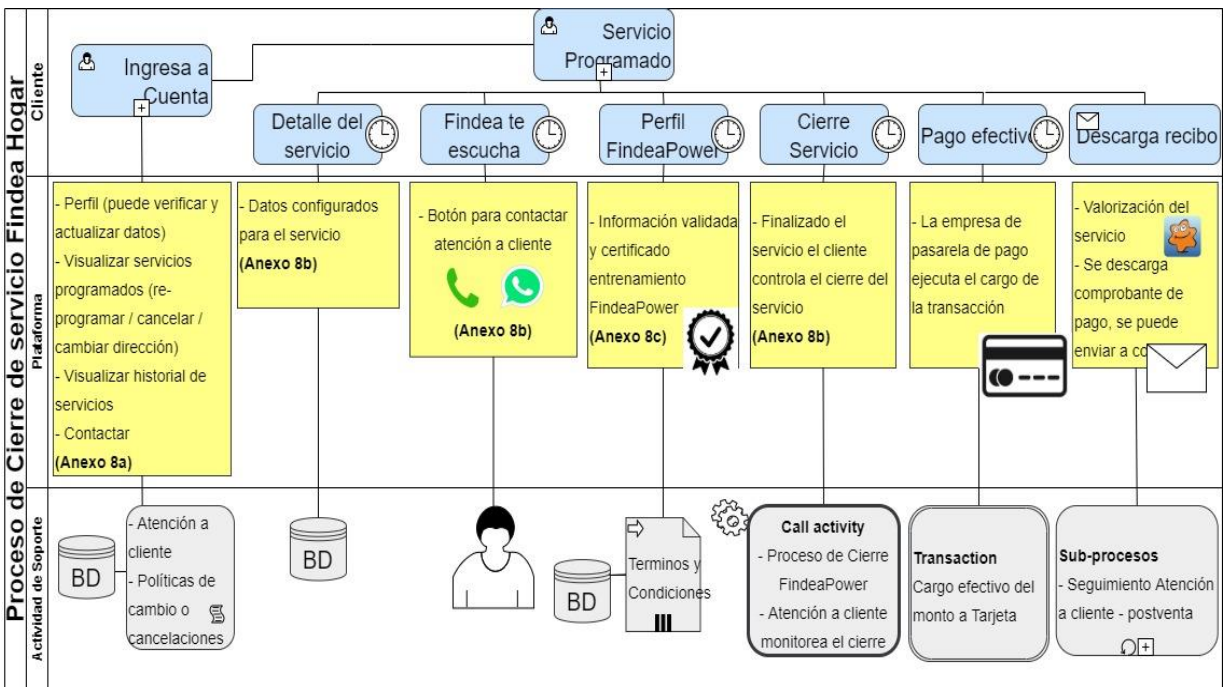 Proceso de Cierre de servicio Findea Hogar
Cliente
Ingresa a
Cuenta
Servicio
Programado
Detalle del
servicio
Findea te
escucha
Perfil
FindeaPower
Cierre
Servicio
Pago efectivo
Descarga recibo
Plataforma
- Perfil (puede verificar y
actualizar datos)
- Visualizar servicios
programados (re-
programar / cancelar /
cambiar dirección)
- Visualizar historial de
servicios
- Contactar
(Anexo 8a)
- Datos configurados
para el servicio
(Anexo 8b)
- Botón para contactar
atención a cliente
(Anexo 8b)
- Información validada
y certificado
entrenamiento
FindeaPower
(Anexo 8c)
- Finalizado el
servicio el cliente
controla el cierre del
servicio
(Anexo 8b)
- La empresa de
pasarela de pago
ejecuta el cargo de
la transacción
- Valorización del
servicio
- Se descarga
comprobante de
pago, se puede
enviar a
Actividad de Soporte
BD
- Atención a
cliente
- Políticas de
cambio o
cancelaciones
BD
BD
Terminos y
Condiciones
Call activity
- Proceso de Cierre
FindeaPower
- Atención a cliente
monitorea el cierre
Transaction
Cargo efectivo del
monto a Tarjeta
Sub-procesos
- Seguimiento Atención
a cliente - postventa